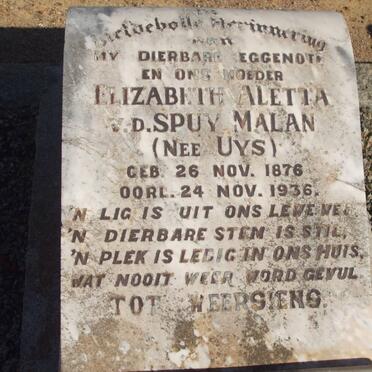 In
Liefdevolle Herinnering
aan
MY DIERBARE EGGENOTE
EN ONS MOEDER
ELIZABETH ALETTA
V.D. SPUY MALAN
(NEE UYS)
GEB. 26 NOV. 1876
OORL. 24 NOV. 1936.
'N LIG IS UIT ONS LEWE WEG
'N DIERBARE STEM IS STIL,
'N PLEK IS LEDIG IN ONS HUIS,
WAT NOOIT WEER WORD GEVUL
TOT WEERSIENS.